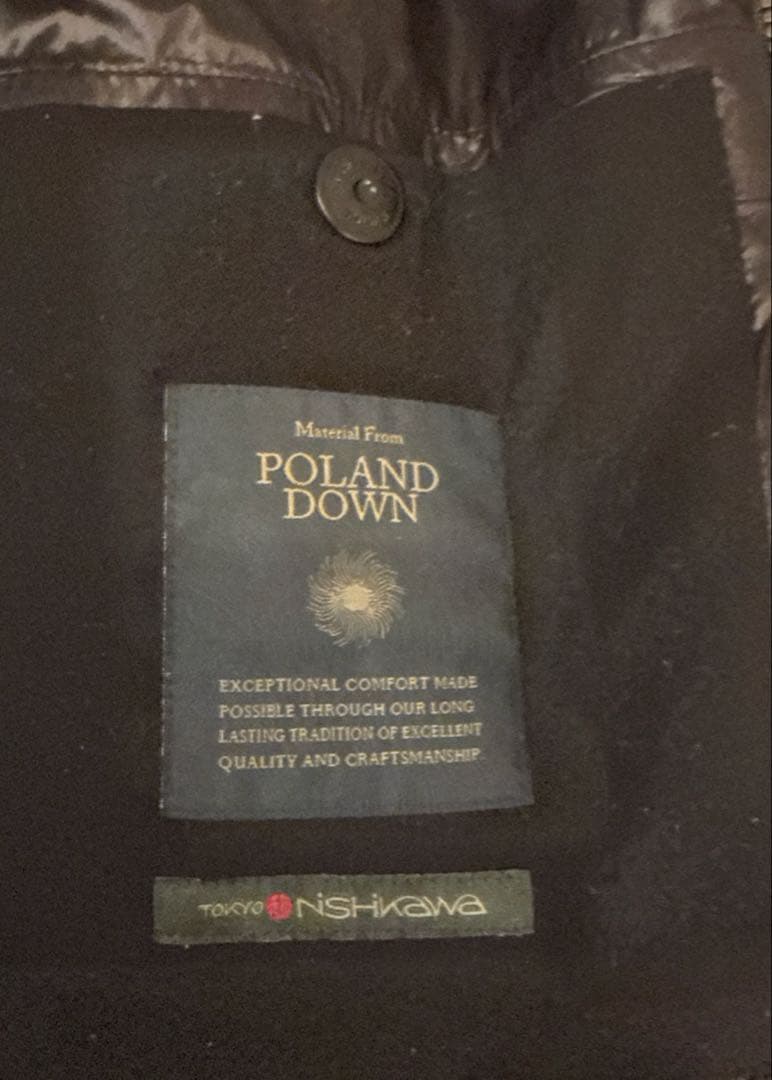 Material From
POLAND
DOWN
EXCEPTIONAL COMFORT MADE
POSSIBLE THROUGH OUR LONG
LASTING TRADITION OF EXCELLENT
QUALITY AND CRAFTSMANSHIP.
TOKYO NiSHiKaWa